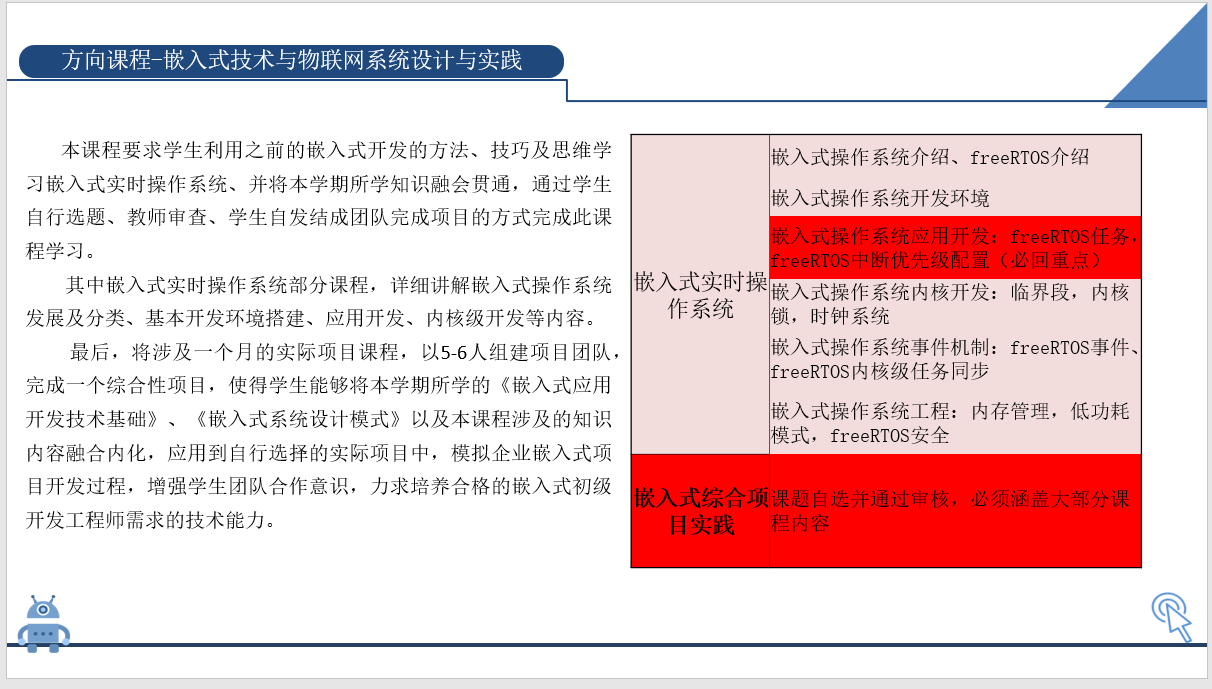 方向课程-嵌入式技术与物联网系统设计与实践
本课程要求学生利用之前的嵌入式开发的方法、技巧及思维学
习嵌入式实时操作系统、并将本学期所学知识融会贯通，通过学生
自行选题、教师审查、学生自发结成团队完成项目的方式完成此课
程学习。
其中嵌入式实时操作系统部分课程，详细讲解嵌入式操作系统
发展及分类、基本开发环境搭建、应用开发、内核级开发等内容。
最后，将涉及一个月的实际项目课程，以5-6人组建项目团队，
完成一个综合性项目，使得学生能够将本学期所学的《嵌入式应用
开发技术基础》、《嵌入式系统设计模式》以及本课程涉及的知识
内容融合内化，应用到自行选择的实际项目中，模拟企业嵌入式项
目开发过程，增强学生团队合作意识，力求培养合格的嵌入式初级
开发工程师需求的技术能力。
嵌入式实时操
作系统
嵌入式操作系统介绍、freeRTOS介绍
嵌入式操作系统开发环境
嵌入式操作系统应用开发：freeRTOS任务，
freeRTOS中断优先级配置（必回重点）
嵌入式操作系统内核开发：临界段，内核
锁，时钟系统
嵌入式操作系统事件机制：freeRTOS事件、
freeRTOS内核级任务同步
嵌入式操作系统工程：内存管理，低功耗
模式，freeRTOS安全
嵌入式综合项
目实践
课题自选并通过审核，必须涵盖大部分课
程内容